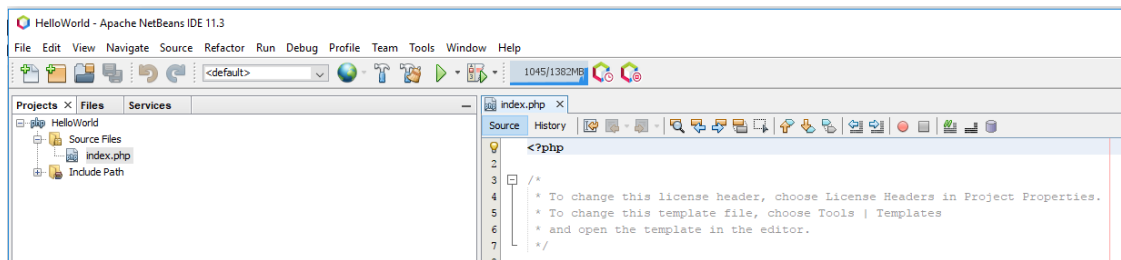 HelloWorld - Apache NetBeans IDE 11.3
File Edit View Navigate Source Refactor Run Debug Profile Team Tools Window Help
<default> 1045/1382MB
Projects Files Services
index.php
php HelloWorld
Source Files
index.php
Include Path
Source History
<?php
2
3 /*
4 * To change this license header, choose License Headers in Project Properties.
5 * To change this template file, choose Tools | Templates
6 * and open the template in the editor.
7 */